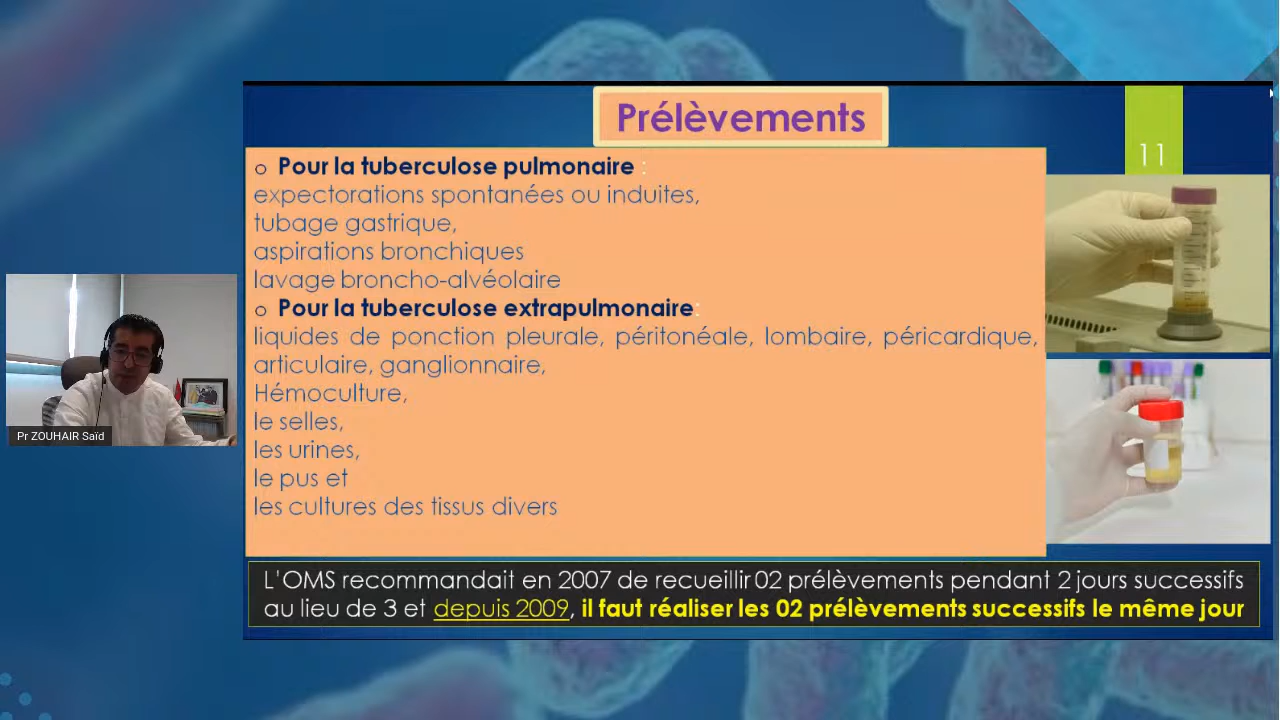 Prélèvements
11
o Pour la tuberculose pulmonaire :
expectorations spontanées ou induites,
tubage gastrique,
aspirations bronchiques
lavage broncho-alvéolaire
o Pour la tuberculose extrapulmonaire:
liquides de ponction pleurale, péritonéale, lombaire, péricardique,
articulaire, ganglionnaire,
Hémoculture,
le selles,
les urines,
le pus et
les cultures des tissus divers
L'OMS recommandait en 2007 de recueillir 02 prélèvements pendant 2 jours successifs
au lieu de 3 et depuis 2009, il faut réaliser les 02 prélèvements successifs le même jour
Pr ZOUHAIR Saïd